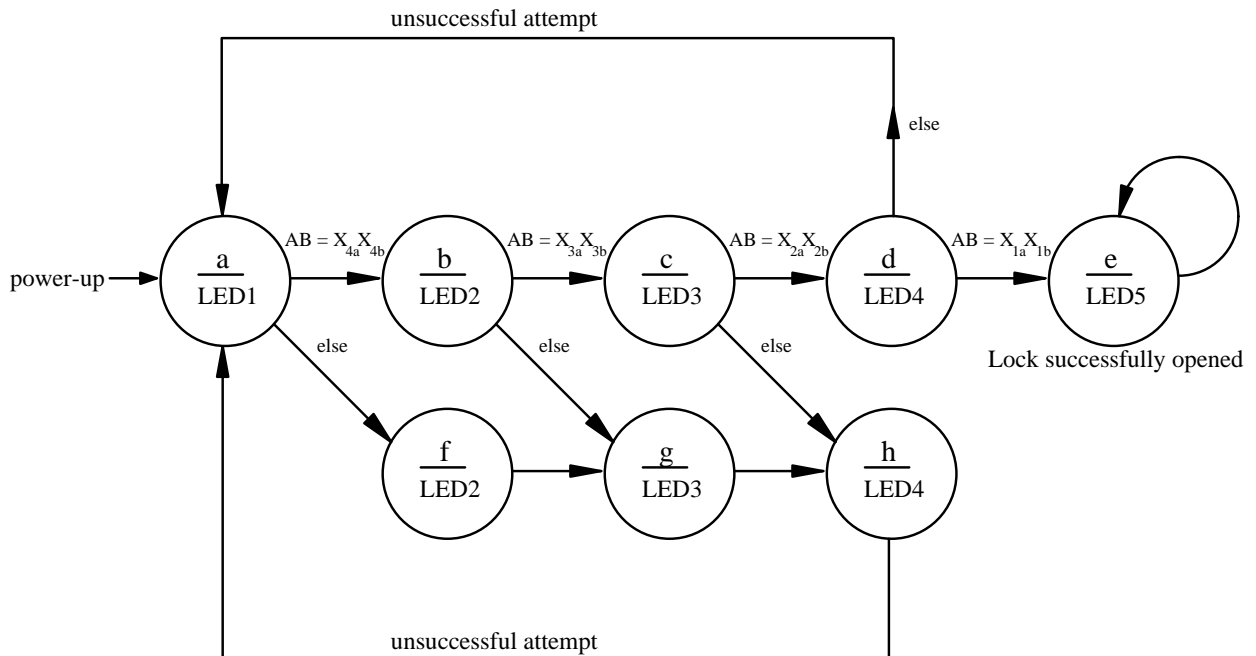 unsuccessful attempt
else
AB = X4aX4b
AB = X3aX3b
AB = X2aX2b
AB = X1aX1b
power-up
a
LED1
b
LED2
c
LED3
d
LED4
e
LED5
else
else
else
Lock successfully opened
f
LED2
g
LED3
h
LED4
unsuccessful attempt